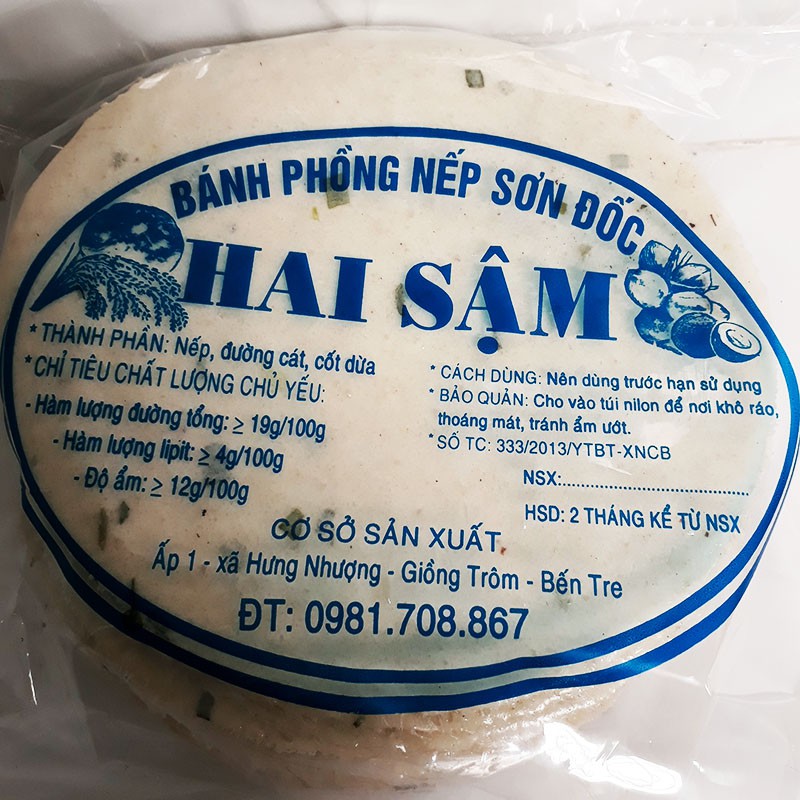 BÁNH PHỒNG NẾP SƠN ĐỐC
HAI SẬM
* THÀNH PHẦN: Nếp, đường cát, cốt dừa
* CHỈ TIÊU CHẤT LƯỢNG CHỦ YẾU:
- Hàm lượng đường tổng: ≥ 19g/100g
- Hàm lượng lipit: ≥ 4g/100g
- Độ ẩm: ≥ 12g/100g
* CÁCH DÙNG: Nên dùng trước hạn sử dụng
* BẢO QUẢN: Cho vào túi nilon để nơi khô ráo,
thoáng mát, tránh ẩm ướt.
* SỐ TC: 333/2013/YTBT-XNCB
NSX:..............................
HSD: 2 THÁNG KỂ TỪ NSX
CƠ SỞ SẢN XUẤT
Ấp 1 - xã Hưng Nhượng - Giồng Trôm - Bến Tre
ĐT: 0981.708.867